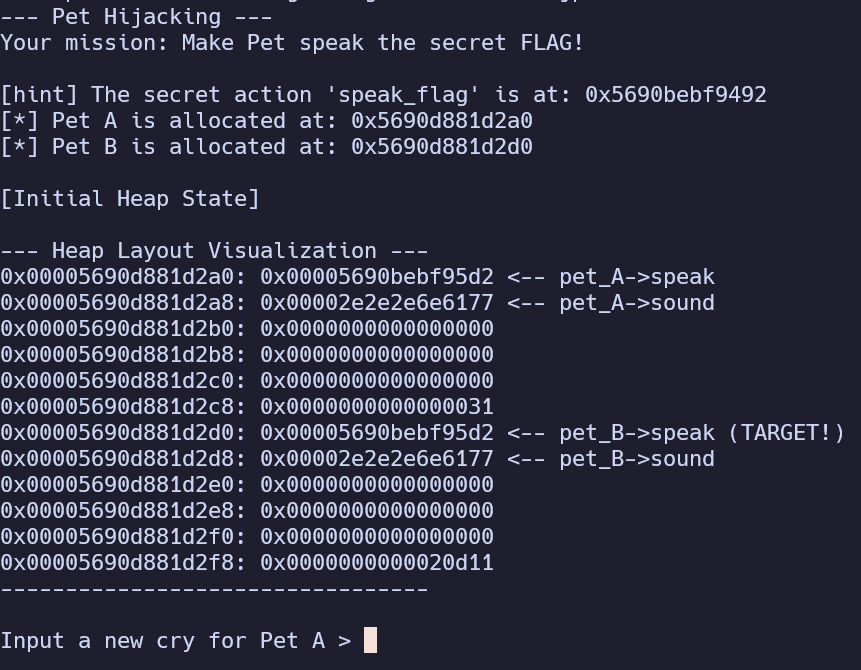 --- Pet Hijacking ---
Your mission: Make Pet speak the secret FLAG!
[hint] The secret action 'speak_flag' is at: 0x5690bebf9492
[*] Pet A is allocated at: 0x5690d881d2a0
[*] Pet B is allocated at: 0x5690d881d2d0
[Initial Heap State]
--- Heap Layout Visualization ---
0x00005690d881d2a0: 0x00005690bebf95d2 <-- pet_A->speak
0x00005690d881d2a8: 0x00002e2e2e6e6177 <-- pet_A->sound
0x00005690d881d2b0: 0x0000000000000000
0x00005690d881d2b8: 0x0000000000000000
0x00005690d881d2c0: 0x0000000000000000
0x00005690d881d2c8: 0x0000000000000031
0x00005690d881d2d0: 0x00005690bebf95d2 <-- pet_B->speak (TARGET!)
0x00005690d881d2d8: 0x00002e2e2e6e6177 <-- pet_B->sound
0x00005690d881d2e0: 0x0000000000000000
0x00005690d881d2e8: 0x0000000000000000
0x00005690d881d2f0: 0x0000000000000000
0x00005690d881d2f8: 0x0000000000020d11
---------------------------------
Input a new cry for Pet A >